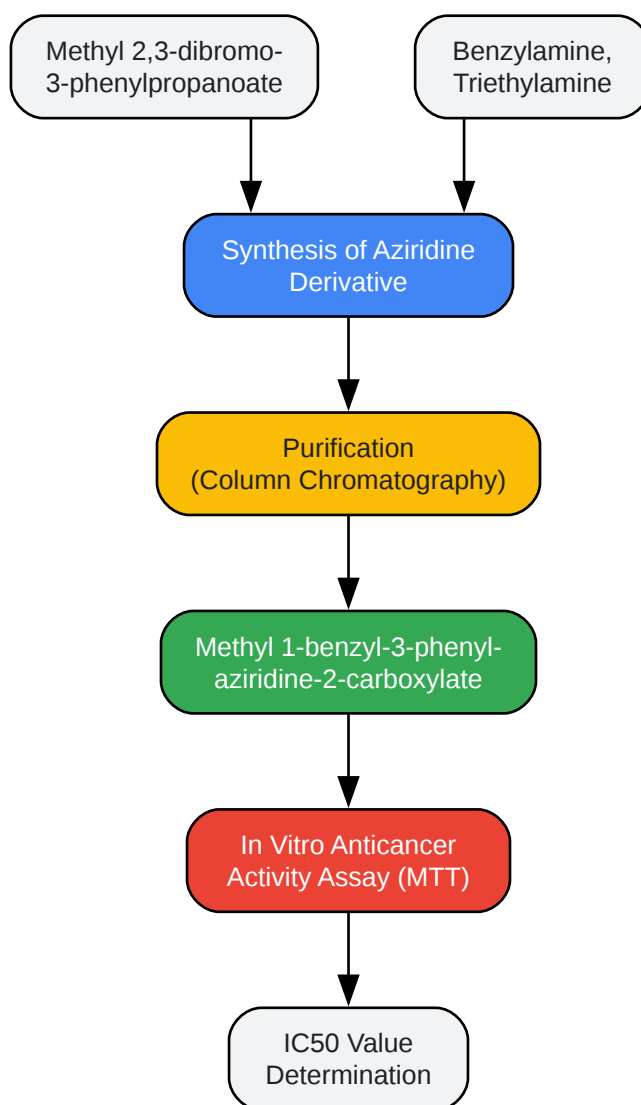 Methyl 2,3-dibromo-
3-phenylpropanoate
Benzylamine,
Triethylamine
Synthesis of Aziridine
Derivative
Purification
(Column Chromatography)
Methyl 1-benzyl-3-phenyl-
aziridine-2-carboxylate
In Vitro Anticancer
Activity Assay (MTT)
IC50 Value
Determination